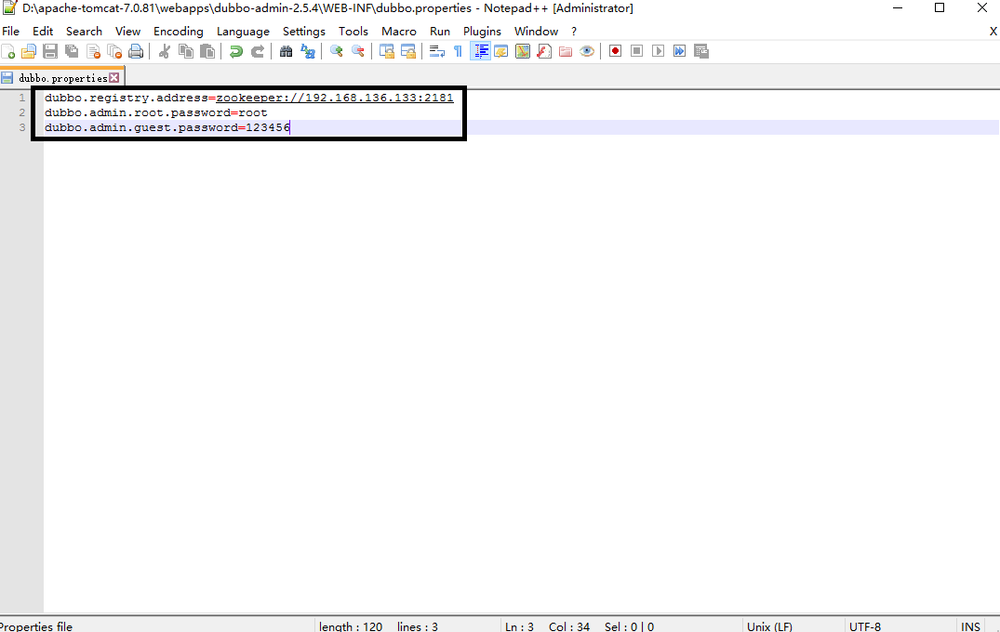 D:\apache-tomcat-7.0.81\webapps\dubbo-admin-2.5.4\WEB-INF\dubbo.properties - Notepad++ [Administrator]
File Edit Search View Encoding Language Settings Tools Macro Run Plugins Window ? X
dubbo.properties
1 dubbo.registry.address=zookeeper://192.168.136.133:2181
2 dubbo.admin.root.password=root
3 dubbo.admin.guest.password=123456
Properties file length : 120 lines : 3 Ln : 3 Col : 34 Sel : 0 | 0 Unix (LF) UTF-8 INS